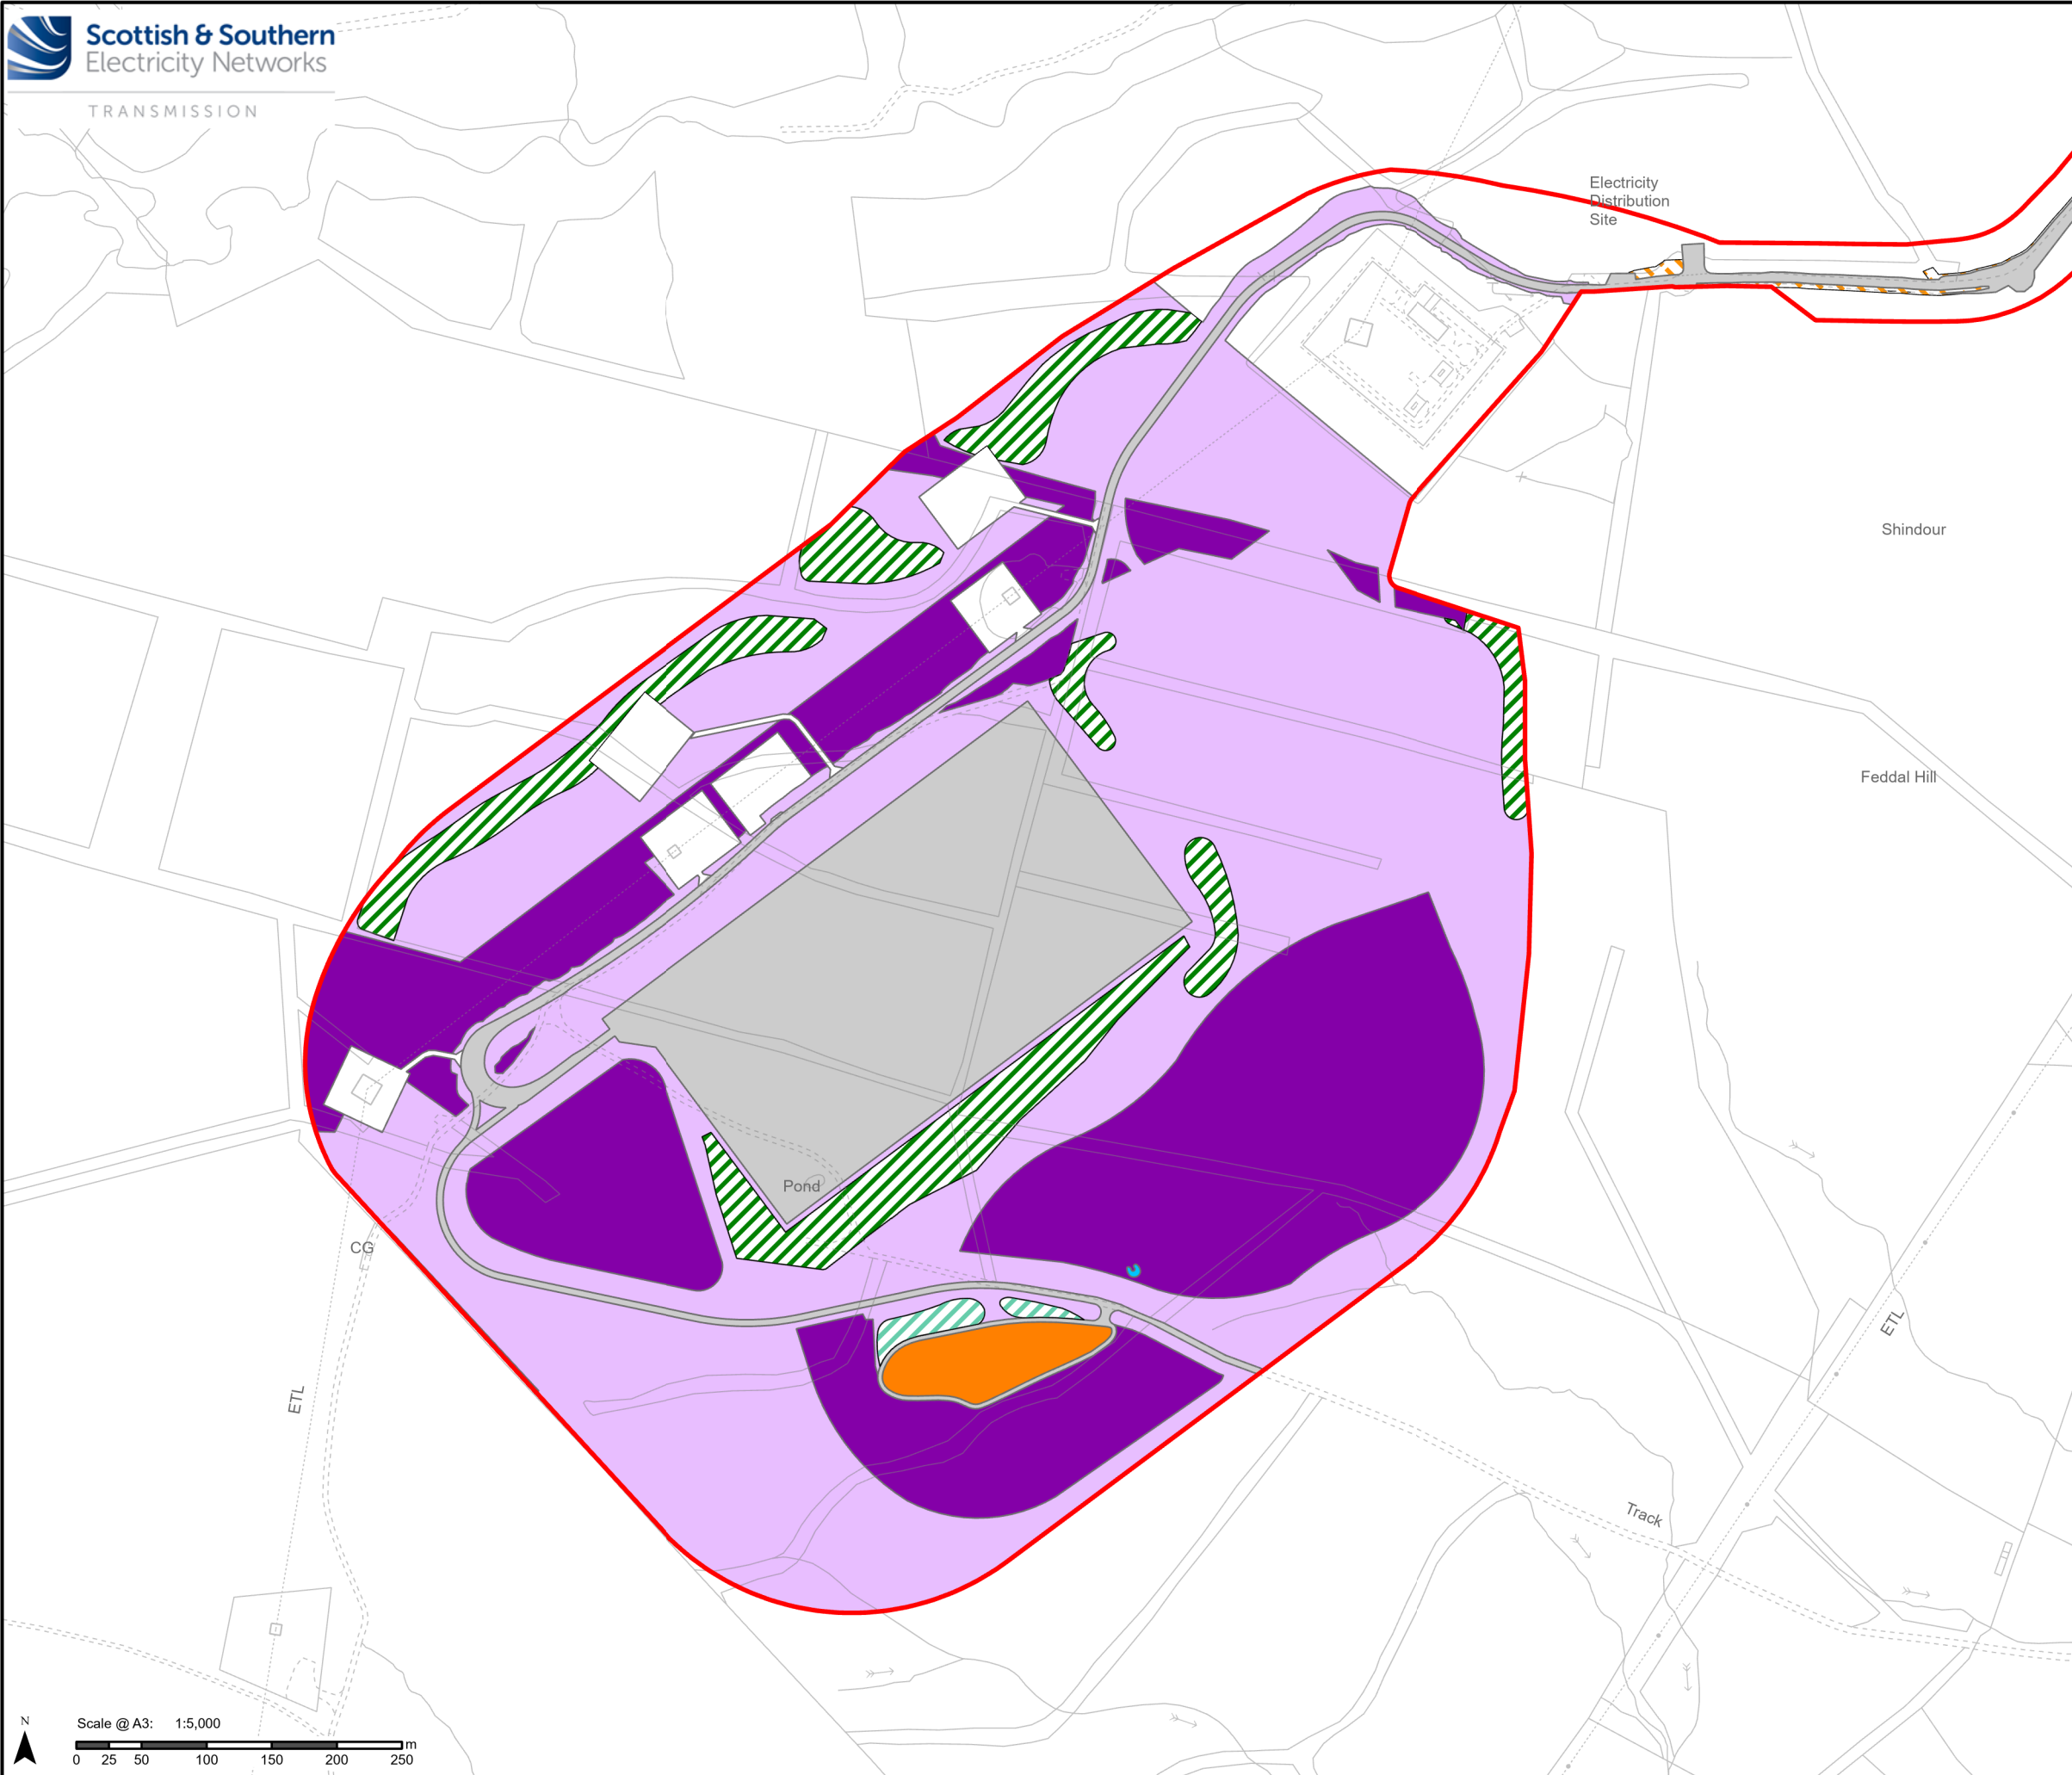 Scottish & Southern
Electricity Networks
TRANSMISSION
Electricity
Distribution
Site
Shindour
Feddal Hill
Pond
CG
ETL
ETL
Track
N
Scale @ A3: 1:5,000
m
0 25 50 100 150 200 250